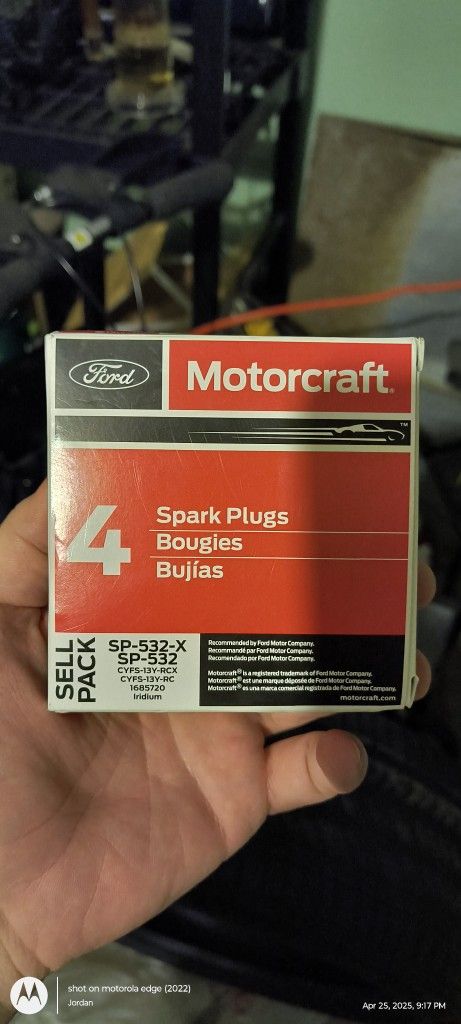 Ford
Motorcraft®
™
4
Spark Plugs
Bougies
Bujías
SELL
PACK
SP-532-X
SP-532
CYFS-13Y-RCX
CYFS-13Y-RC
1685720
Iridium
Recommended by Ford Motor Company.
Recommandé par Ford Motor Company.
Recomendado por Ford Motor Company.
Motorcraft® is a registered trademark of Ford Motor Company.
Motorcraft® est une marque déposée de Ford Motor Company.
Motorcraft® es una marca comercial registrada de Ford Motor Company.
motorcraft.com
shot on motorola edge (2022)
Jordan
Apr 25, 2025, 9:17 PM